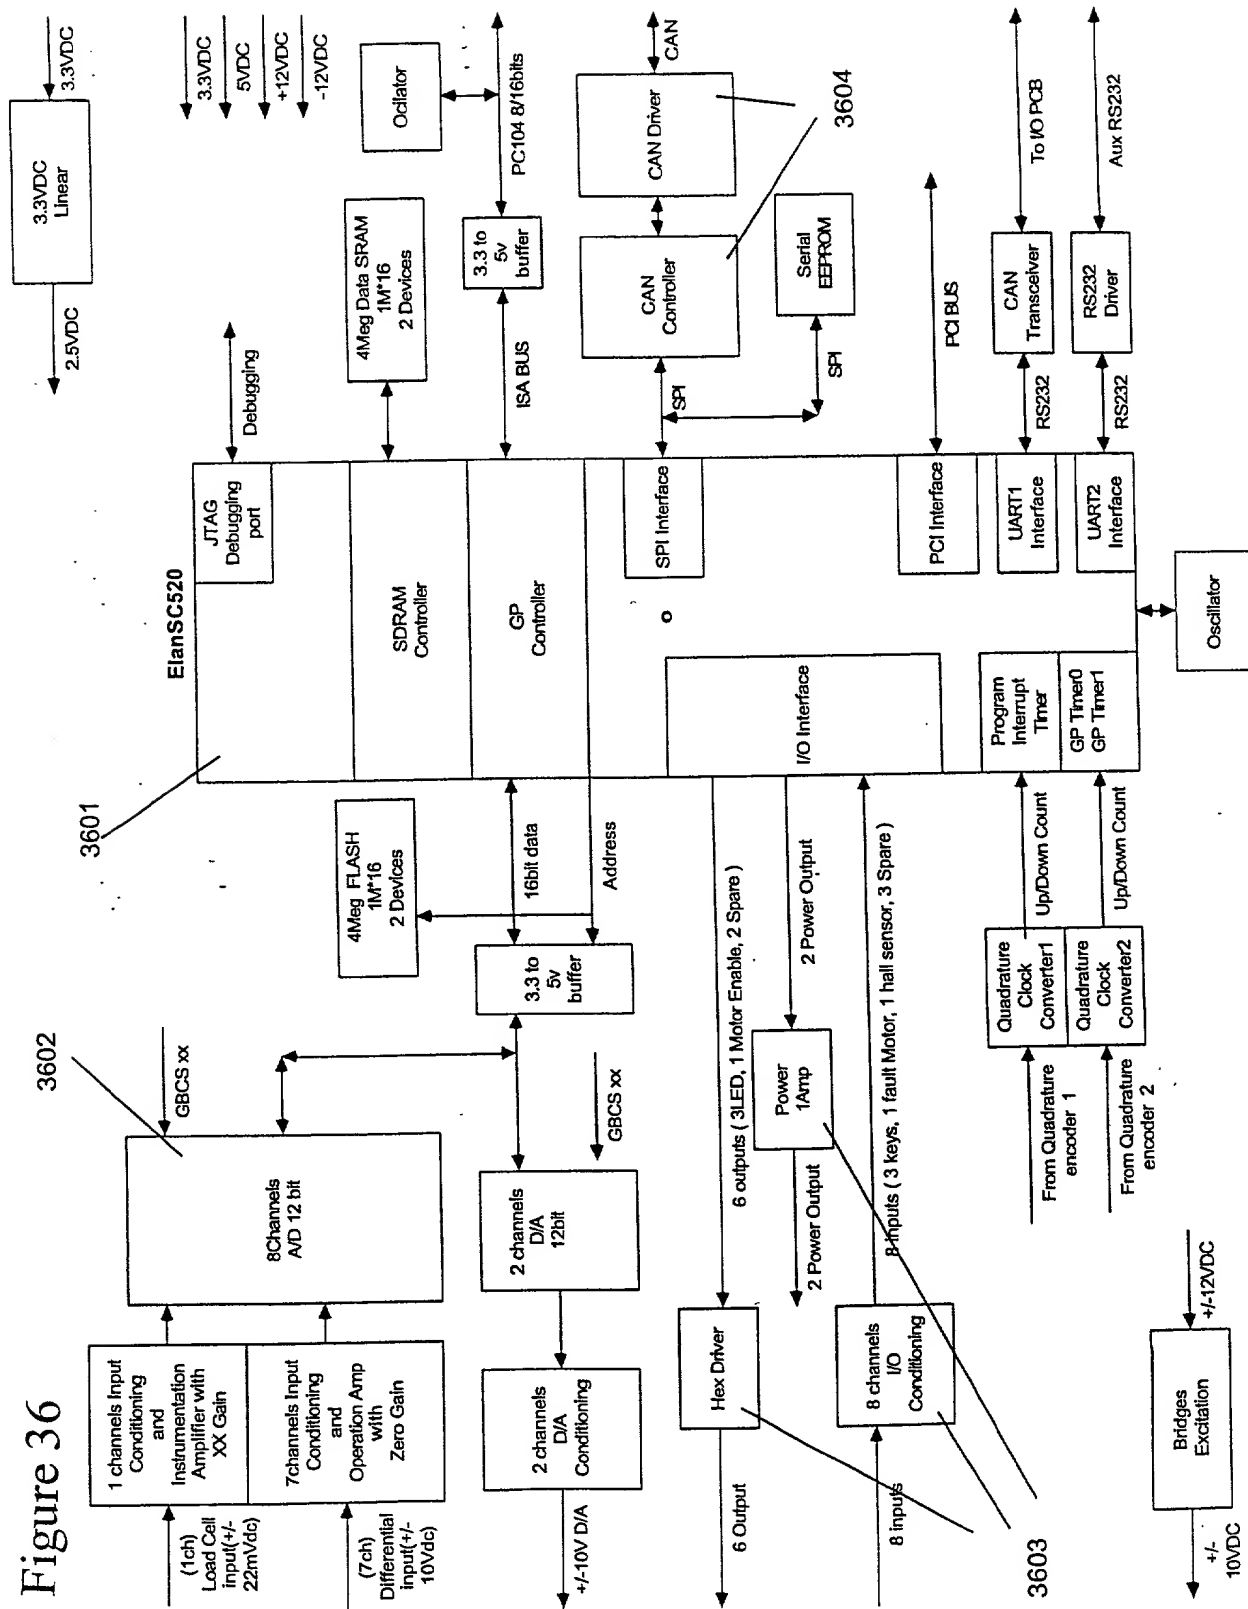 Figure 36
3.3VDC
3.3VDC
Linear
2.5VDC
3.3VDC
5VDC
+12VDC
-12VDC
(1ch)
Load Cell
input(+/-
22mVdc)
1 channels Input
Conditioning
and
Instrumentation
Amplifier with
XX Gain
(7ch)
Differential
input(+/-
10Vdc)
7channels Input
Conditioning
and
Operation Amp
with
Zero Gain
8Channels
A/D 12 bit
GBCS xx
3602
3601
ElanSC520
JTAG
Debugging
port
Debugging
4Meg FLASH
1M*16
2 Devices
SDRAM
Controller
4Meg Data SRAM
1M*16
2 Devices
Ocillator
+/-10V D/A
2 channels
D/A
Conditioning
2 channels
D/A
12bit
GBCS xx
3.3 to
5v
buffer
16bit data
Address
GP
Controller
ISA BUS
3.3 to
5v
buffer
PC104 8/16bits
6 Output
Hex Driver
6 outputs ( 3LED, 1 Motor Enable, 2 Spare )
2 Power Output
Power
1Amp
2 Power Output
I/O Interface
SPI Interface
SPI
CAN
Controller
CAN Driver
CAN
3604
SPI
Serial
EEPROM
8 inputs
8 channels
I/O
Conditioning
8 inputs ( 3 keys, 1 fault Motor, 1 hall sensor, 3 Spare )
3603
PCI Interface
PCI BUS
From Quadrature
encoder 1
Quadrature
Clock
Converter1
Up/Down Count
Program
Interrupt
Timer
UART1
Interface
RS232
CAN
Transceiver
To I/O PCB
From Quadrature
encoder 2
Quadrature
Clock
Converter2
Up/Down Count
GP Timer0
GP Timer1
UART2
Interface
RS232
RS232
Driver
Aux RS232
+/-
10VDC
Bridges
Excitation
+/-12VDC
Oscillator